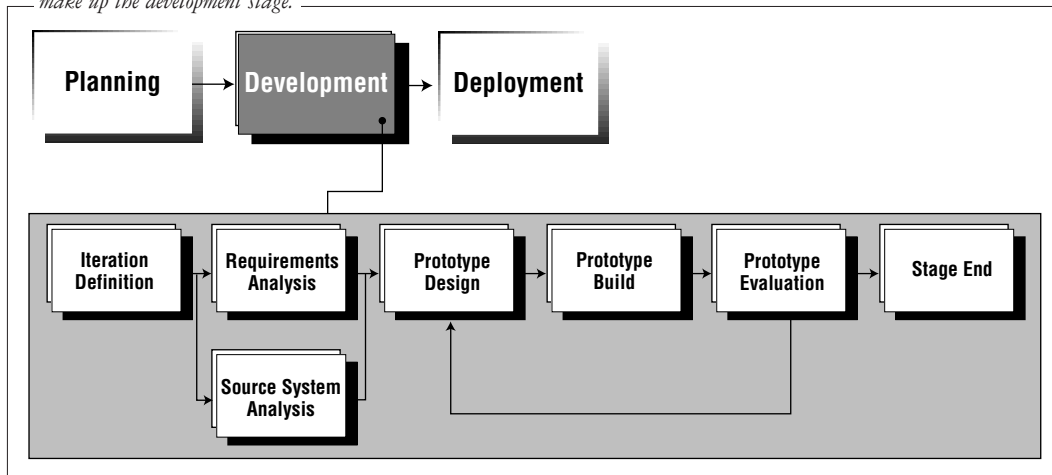 make up the development stage.
Planning
Development
Deployment
Iteration
Definition
Requirements
Analysis
Prototype
Design
Prototype
Build
Prototype
Evaluation
Stage End
Source System
Analysis